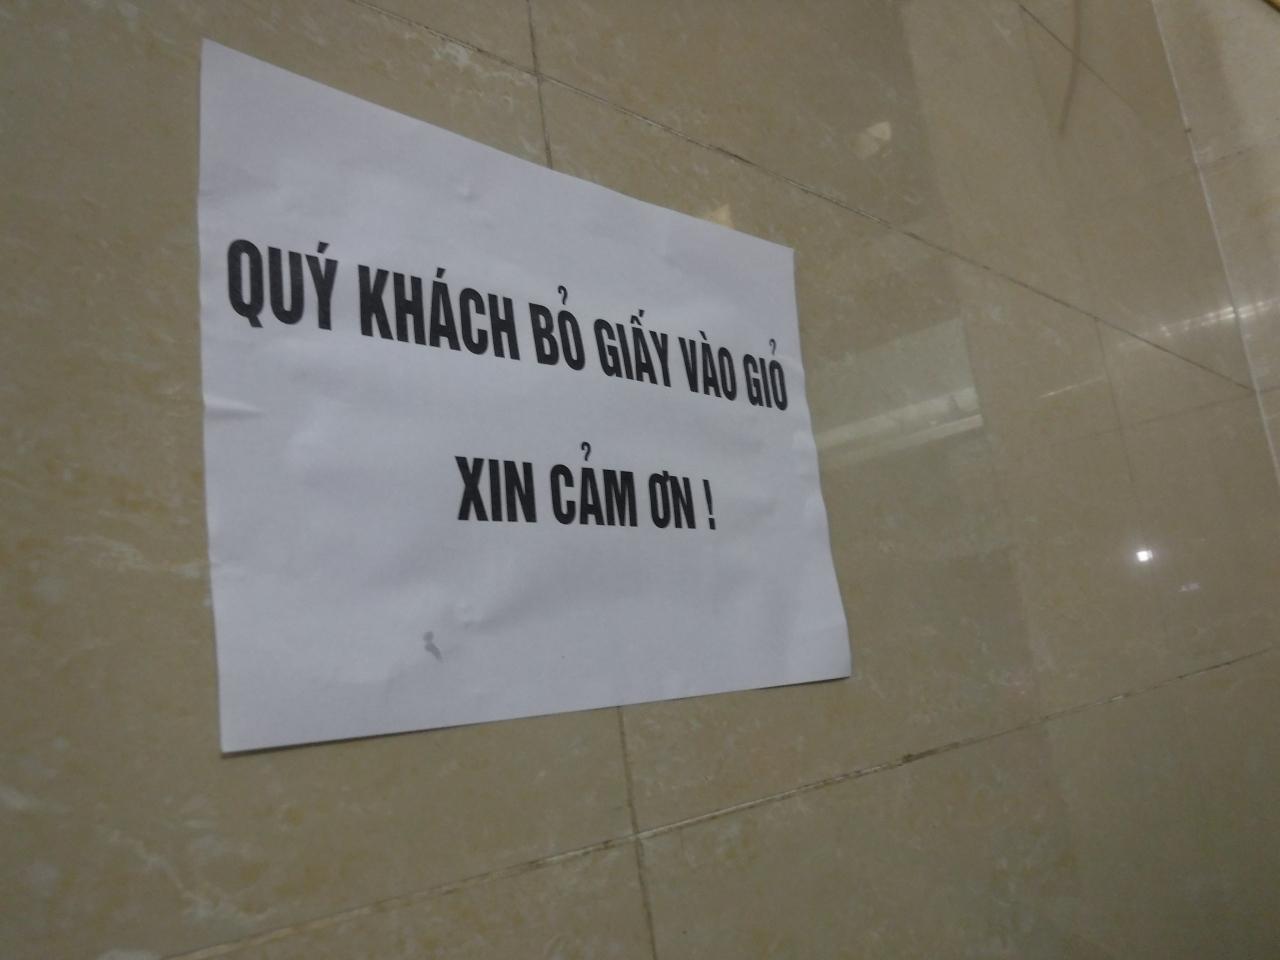 QUÝ KHÁCH BỎ GIẤY VÀO GIỎ
XIN CẢM ƠN !